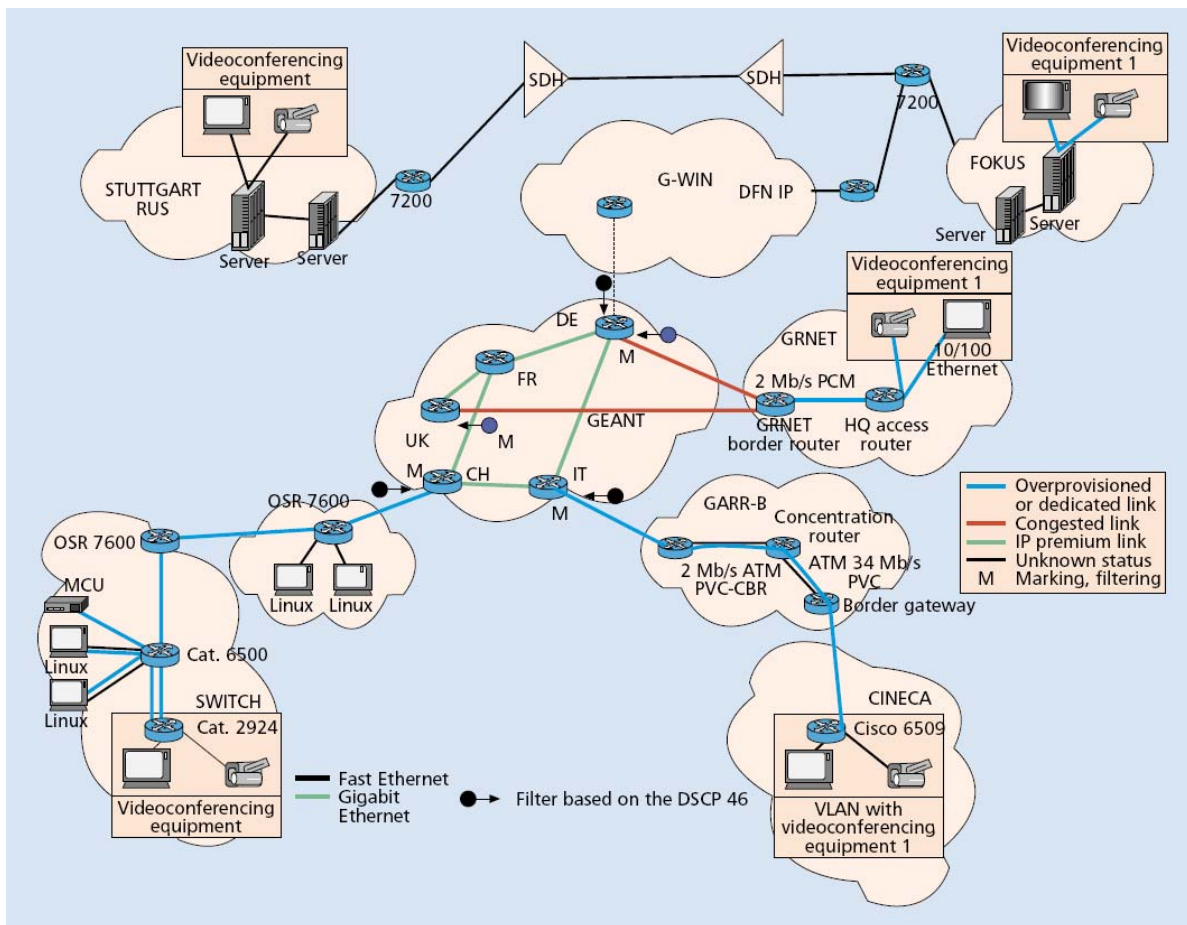 Videoconferencing
equipment
SDH
SDH
7200
Videoconferencing
equipment 1
STUTTGART
RUS
7200
G-WIN
DFN IP
FOKUS
Server
Server
Server
Server
Videoconferencing
equipment 1
10/100
Ethernet
DE
M
GRNET
FR
2 Mb/s PCM
UK
M
GEANT
GRNET
border router
HQ access
router
M
CH
IT
M
OSR 7600
OSR-7600
Linux
Linux
GARR-B
Concentration
router
2 Mb/s ATM
PVC-CBR
ATM 34 Mb/s
PVC
Border gateway
Overprovisioned
or dedicated link
Congested link
IP premium link
Unknown status
M
Marking, filtering
MCU
Linux
Cat. 6500
Linux
SWITCH
Cat. 2924
Videoconferencing
equipment
CINECA
Cisco 6509
VLAN with
videoconferencing
equipment 1
Fast Ethernet
Gigabit
Ethernet
Filter based on the DSCP 46